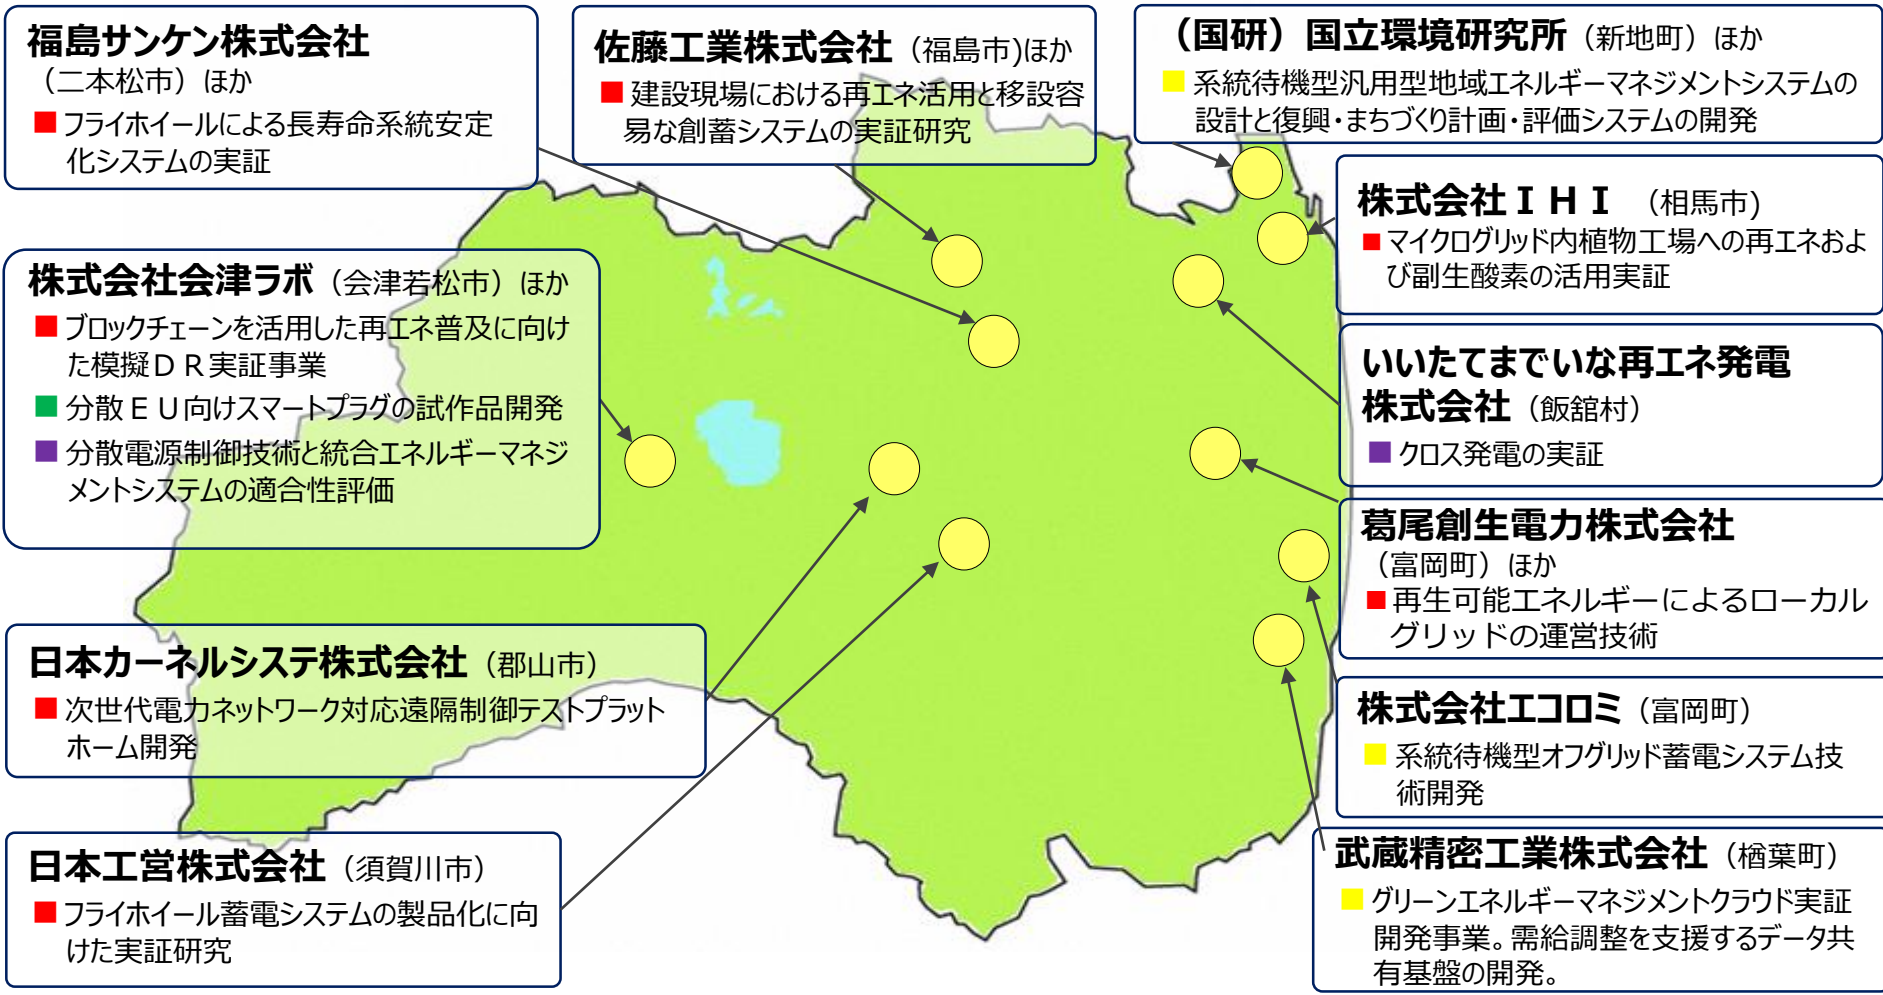 福島サンケン株式会社
（二本松市）ほか
■ フライホイールによる長寿命系統安定
化システムの実証
佐藤工業株式会社（福島市)ほか
■ 建設現場における再エネ活用と移設容
易な創蓄システムの実証研究
（国研）国立環境研究所（新地町）ほか
■ 系統待機型汎用型地域エネルギーマネジメントシステムの
設計と復興・まちづくり計画・評価システムの開発
株式会社ＩＨＩ（相馬市)
■ マイクログリッド内植物工場への再エネおよ
び副生酸素の活用実証
株式会社会津ラボ（会津若松市）ほか
■ ブロックチェーンを活用した再エネ普及に向け
た模擬ＤＲ実証事業
■ 分散ＥＵ向けスマートプラグの試作品開発
■ 分散電源制御技術と統合エネルギーマネジ
メントシステムの適合性評価
いいたてまでいな再エネ発電
株式会社（飯舘村）
■ クロス発電の実証
葛尾創生電力株式会社
（富岡町）ほか
■ 再生可能エネルギーによるローカル
グリッドの運営技術
日本カーネルシステ株式会社（郡山市）
■ 次世代電力ネットワーク対応遠隔制御テストプラット
ホーム開発
株式会社エコロミ（富岡町）
■ 系統待機型オフグリッド蓄電システム技
術開発
日本工営株式会社（須賀川市）
■ フライホイール蓄電システムの製品化に向
けた実証研究
武蔵精密工業株式会社（楢葉町）
■ グリーンエネルギーマネジメントクラウド実証
開発事業。需給調整を支援するデータ共
有基盤の開発。